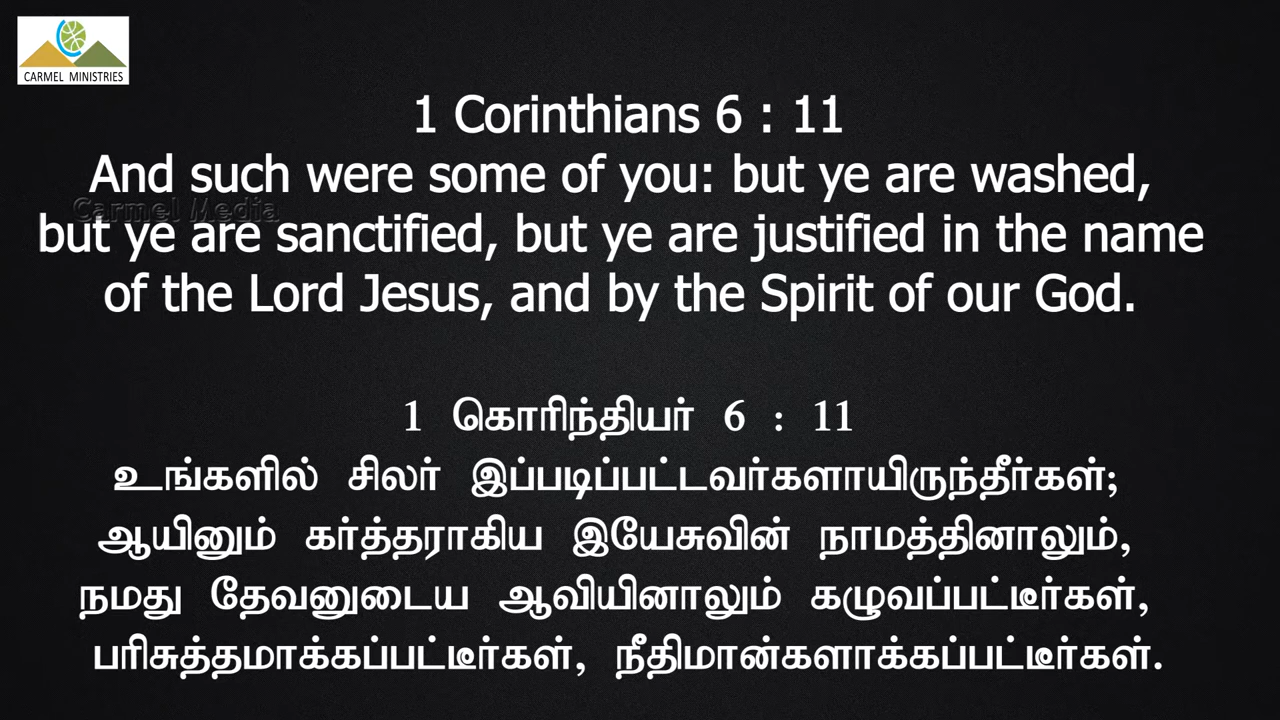 CARMEL MINISTRIES
1 Corinthians 6 : 11
And such were some of you: but ye are washed,
Carmel Media
but ye are sanctified, but ye are justified in the name
of the Lord Jesus, and by the Spirit of our God.
1 கொரிந்தியர் 6 : 11
உங்களில் சிலர் இப்படிப்பட்டவர்களாயிருந்தீர்கள்;
ஆயினும் கர்த்தராகிய இயேசுவின் நாமத்தினாலும்,
நமது தேவனுடைய ஆவியினாலும் கழுவப்பட்டீர்கள்,
பரிசுத்தமாக்கப்பட்டீர்கள், நீதிமான்களாக்கப்பட்டீர்கள்.